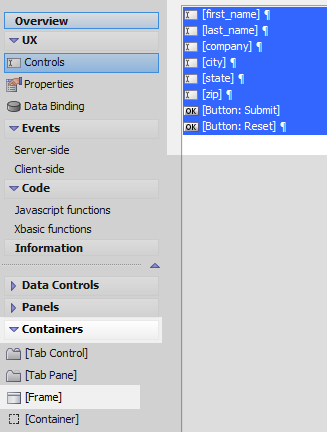 Overview
UX
Controls
Properties
Data Binding
Events
Server-side
Client-side
Code
Javascript functions
Xbasic functions
Information
Data Controls
Panels
Containers
[Tab Control]
[Tab Pane]
[Frame]
[Container]
[first_name] ¶
[last_name] ¶
[company] ¶
[city] ¶
[state] ¶
[zip] ¶
OK [Button: Submit]
OK [Button: Reset] ¶